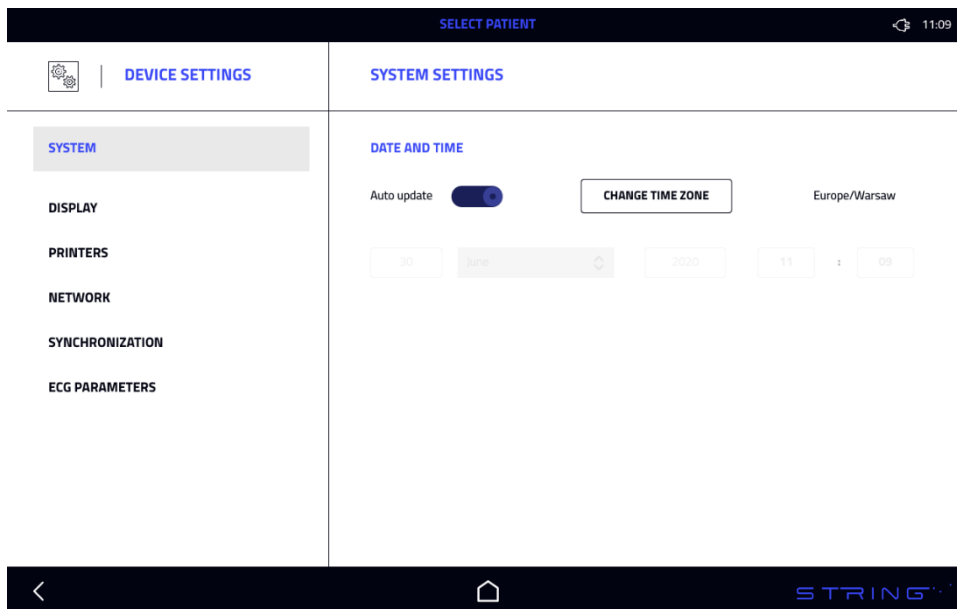 SELECT PATIENT
11:09
DEVICE SETTINGS
SYSTEM SETTINGS
SYSTEM
DISPLAY
PRINTERS
NETWORK
SYNCHRONIZATION
ECG PARAMETERS
DATE AND TIME
Auto update CHANGE TIME ZONE Europe/Warsaw
30 June 2020 11 : 09
STRING